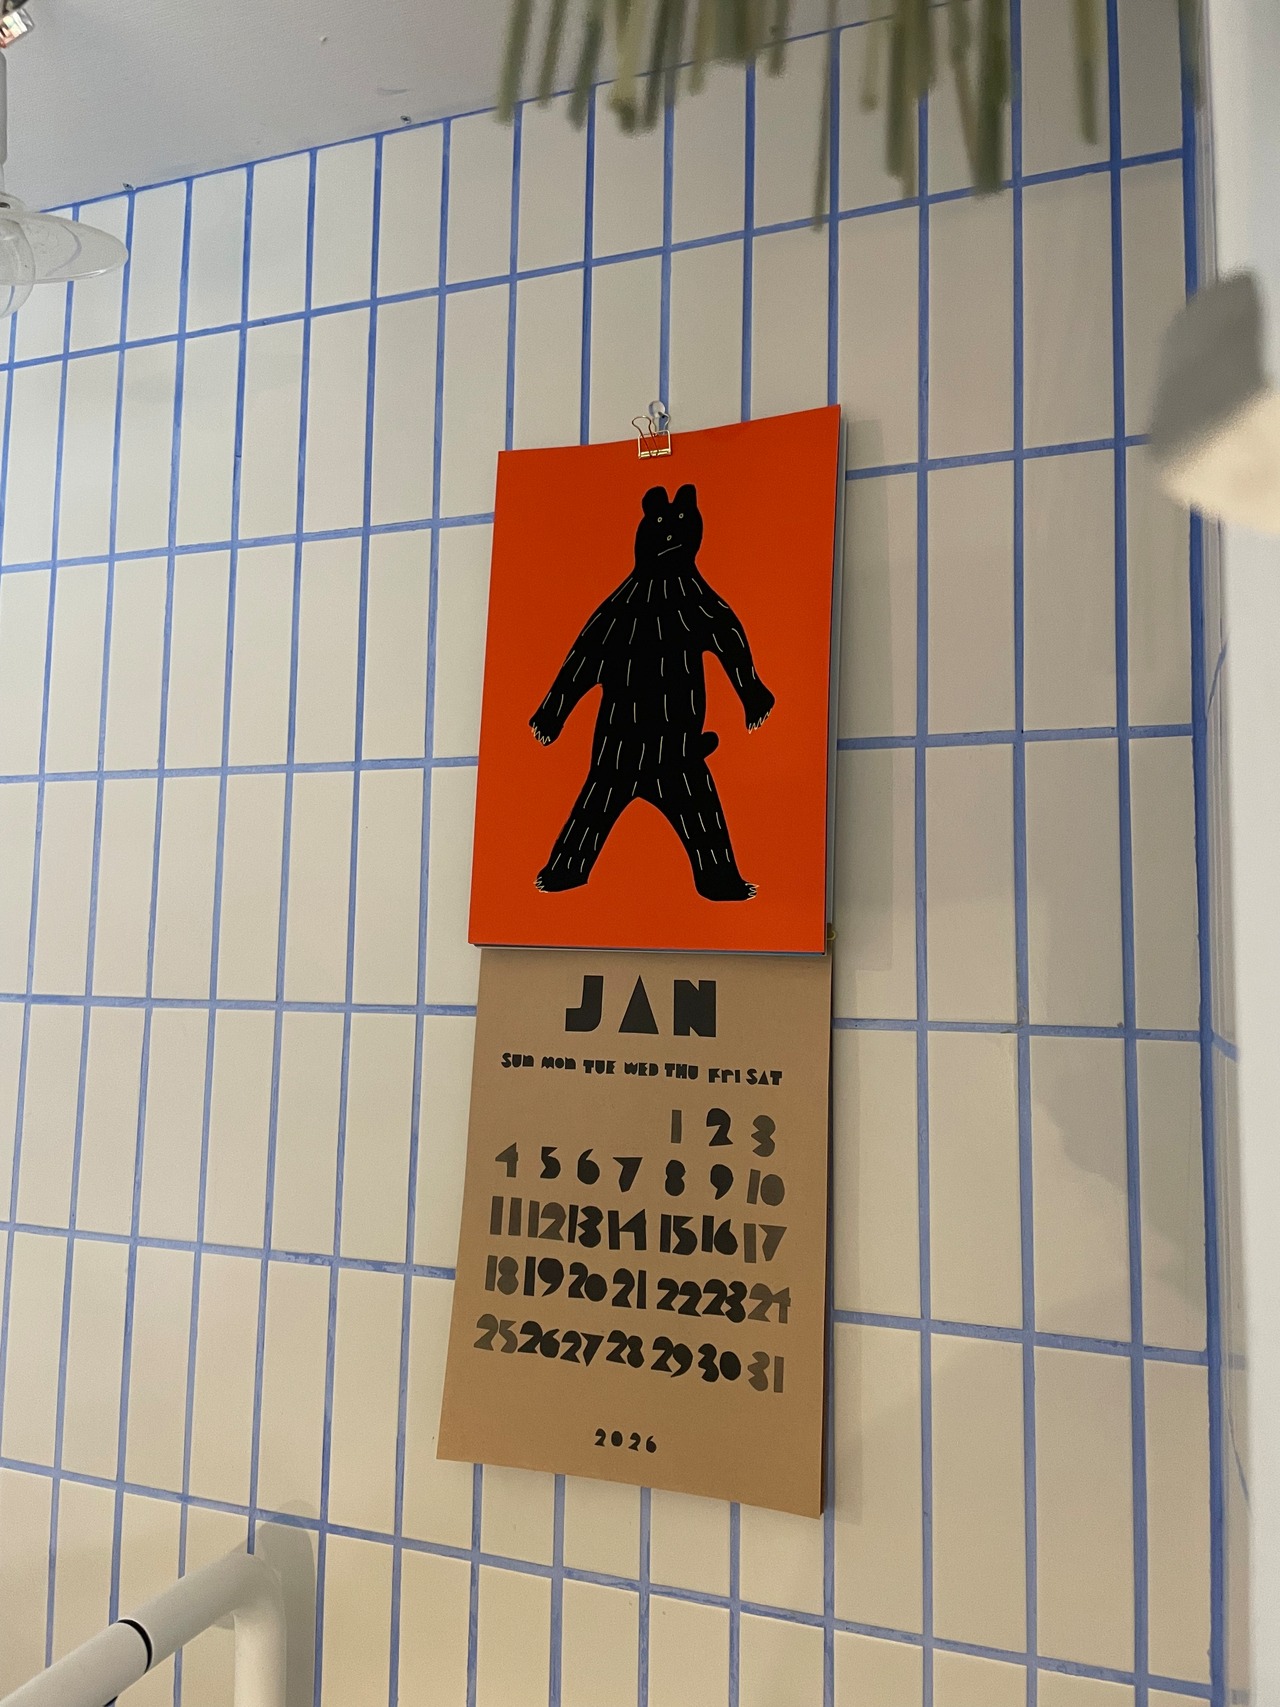 JAN
SUN MON TUE WED THU FRI SAT
1 2 3
4 5 6 7 8 9 10
11 12 13 14 15 16 17
18 19 20 21 22 23 24
25 26 27 28 29 30 31
2026